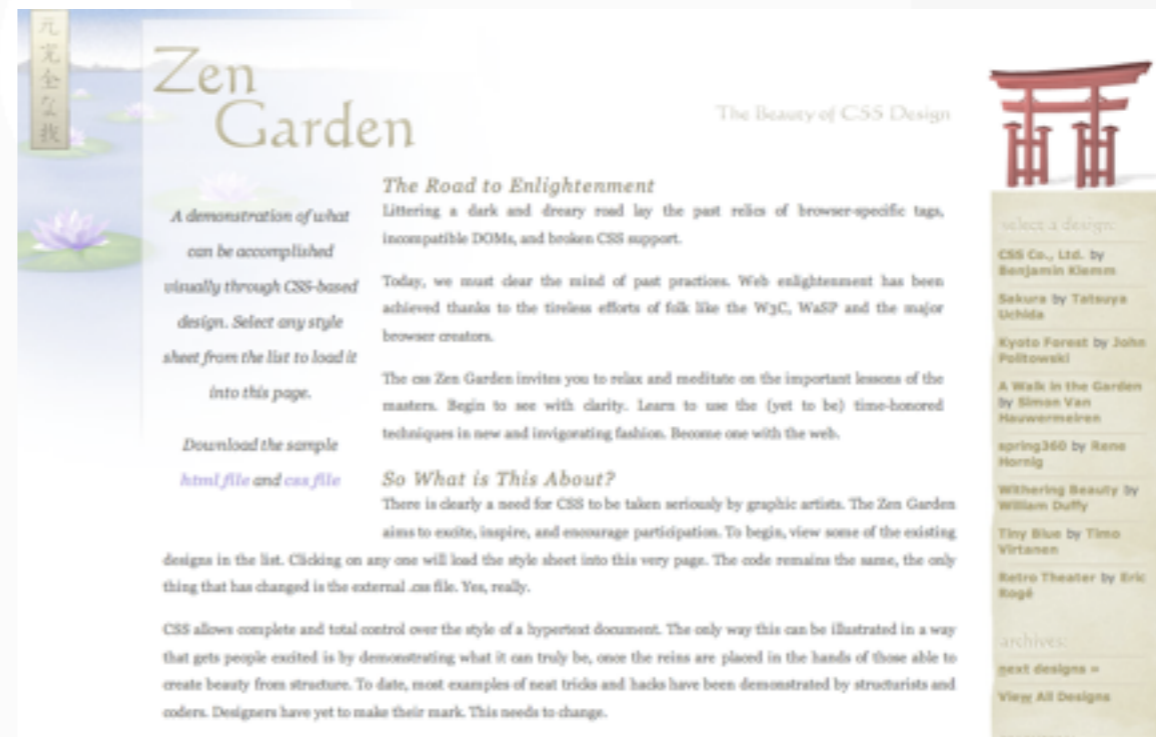 元
完
全
な
我
Zen
Garden
The Beauty of CSS Design
A demonstration of what
can be accomplished
visually through CSS-based
design. Select any style
sheet from the list to load it
into this page.
Download the sample
html file and css file
The Road to Enlightenment
Littering a dark and dreary road lay the past relics of browser-specific tags,
incompatible DOMs, and broken CSS support.
Today, we must clear the mind of past practices. Web enlightenment has been
achieved thanks to the tireless efforts of folk like the W3C, WaSP and the major
browser creators.
The css Zen Garden invites you to relax and meditate on the important lessons of the
masters. Begin to see with clarity. Learn to use the (yet to be) time-honored
techniques in new and invigorating fashion. Become one with the web.
So What is This About?
There is clearly a need for CSS to be taken seriously by graphic artists. The Zen Garden
aims to excite, inspire, and encourage participation. To begin, view some of the existing
designs in the list. Clicking on any one will load the style sheet into this very page. The code remains the same, the only
thing that has changed is the external .css file. Yes, really.
CSS allows complete and total control over the style of a hypertext document. The only way this can be illustrated in a way
that gets people excited is by demonstrating what it can truly be, once the reins are placed in the hands of those able to
create beauty from structure. To date, most examples of neat tricks and hacks have been demonstrated by structurists and
coders. Designers have yet to make their mark. This needs to change.
select a design:
CSS Co., Ltd. by
Benjamin Klemm
Sakura by Tatsuya
Uchida
Kyoto Forest by John
Politowski
A Walk in the Garden
by Simon Van
Hauwermeiren
spring360 by Rene
Hornig
Withering Beauty by
William Duffy
Tiny Blue by Timo
Virtanen
Retro Theater by Eric
Rogé
archives:
next designs »
View All Designs